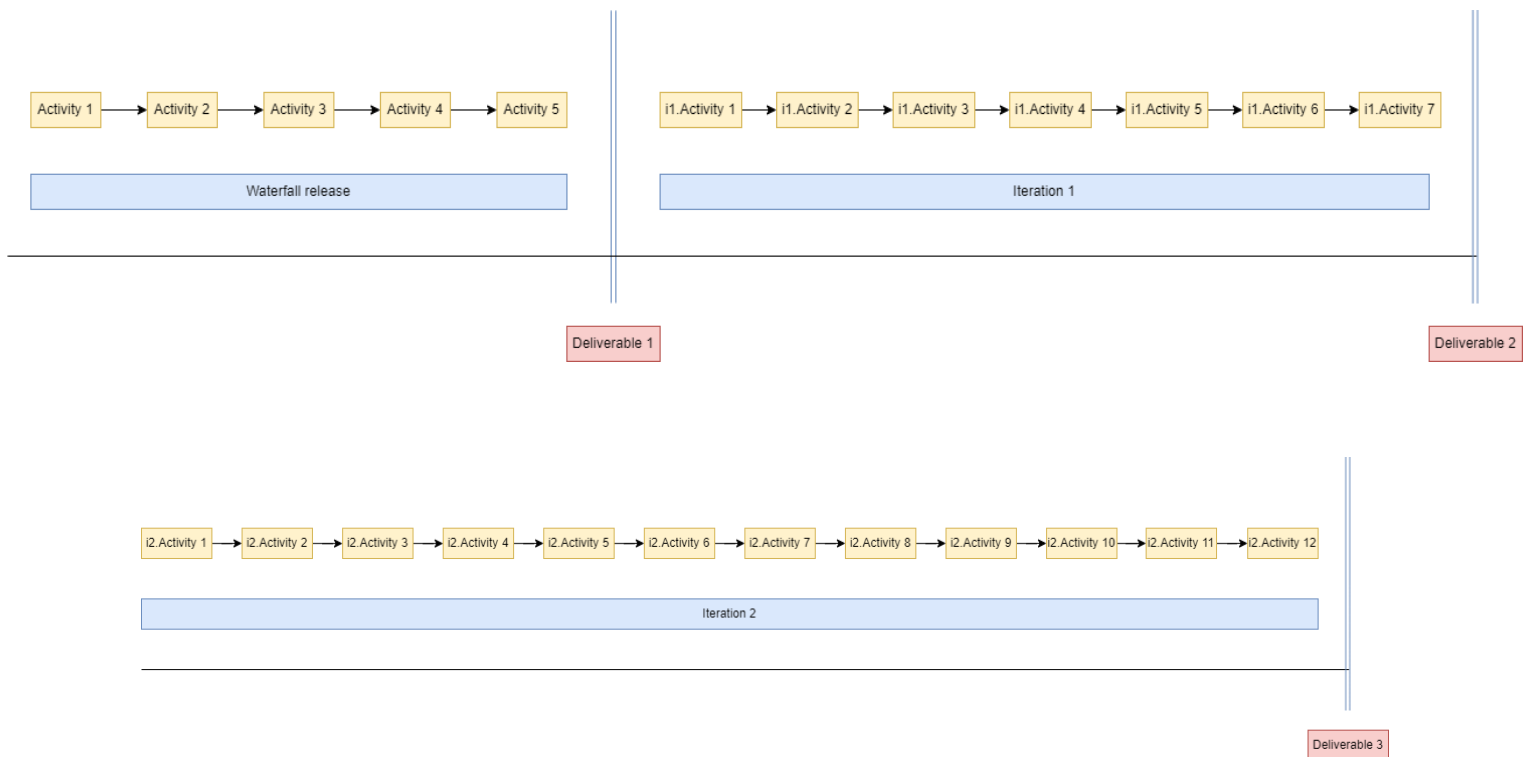 Activity 1
Activity 2
Activity 3
Activity 4
Activity 5
i1.Activity 1
i1.Activity 2
i1.Activity 3
i1.Activity 4
i1.Activity 5
i1.Activity 6
i1.Activity 7
Waterfall release
Iteration 1
Deliverable 1
Deliverable 2
i2.Activity 1
i2.Activity 2
i2.Activity 3
i2.Activity 4
i2.Activity 5
i2.Activity 6
i2.Activity 7
i2.Activity 8
i2.Activity 9
i2.Activity 10
i2.Activity 11
i2.Activity 12
Iteration 2
Deliverable 3